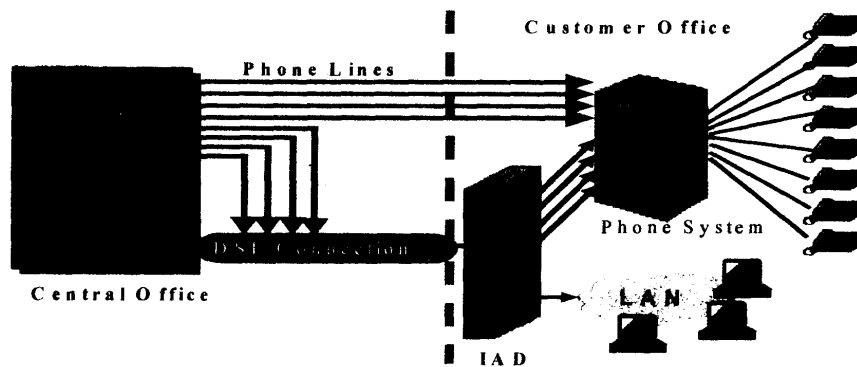 Customer Office
Phone Lines
Phone System
DSL Connection
Central Office
LAN
IAD